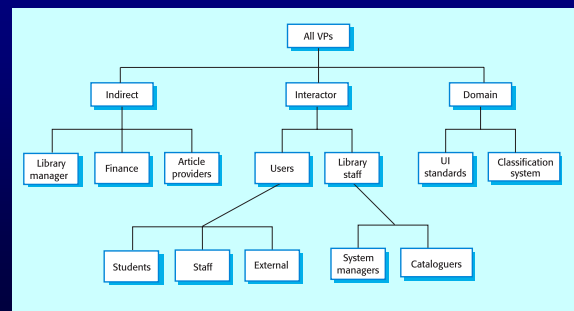 All VPs
Indirect
Interactor
Domain
Library
manager
Finance
Article
providers
Users
Library
staff
UI
standards
Classification
system
Students
Staff
External
System
managers
Cataloguers